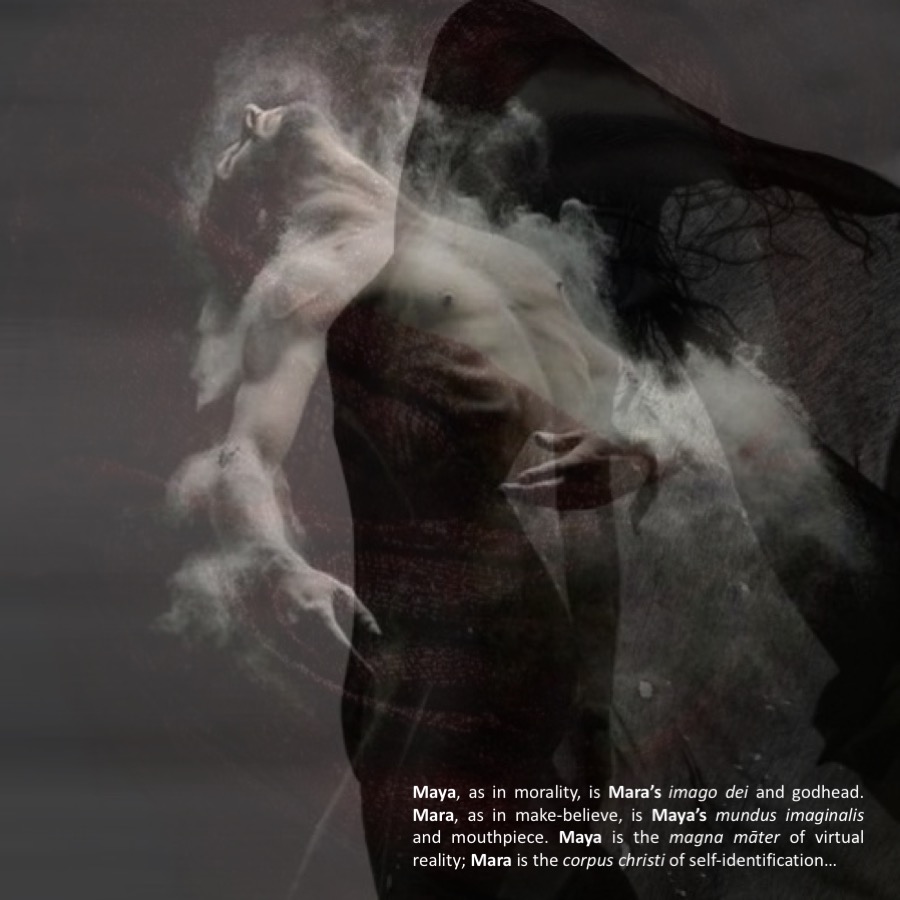 Maya, as in morality, is Mara's imago dei and godhead.
Mara, as in make-believe, is Maya's mundus imaginalis
and mouthpiece. Maya is the magna māter of virtual
reality; Mara is the corpus christi of self-identification…